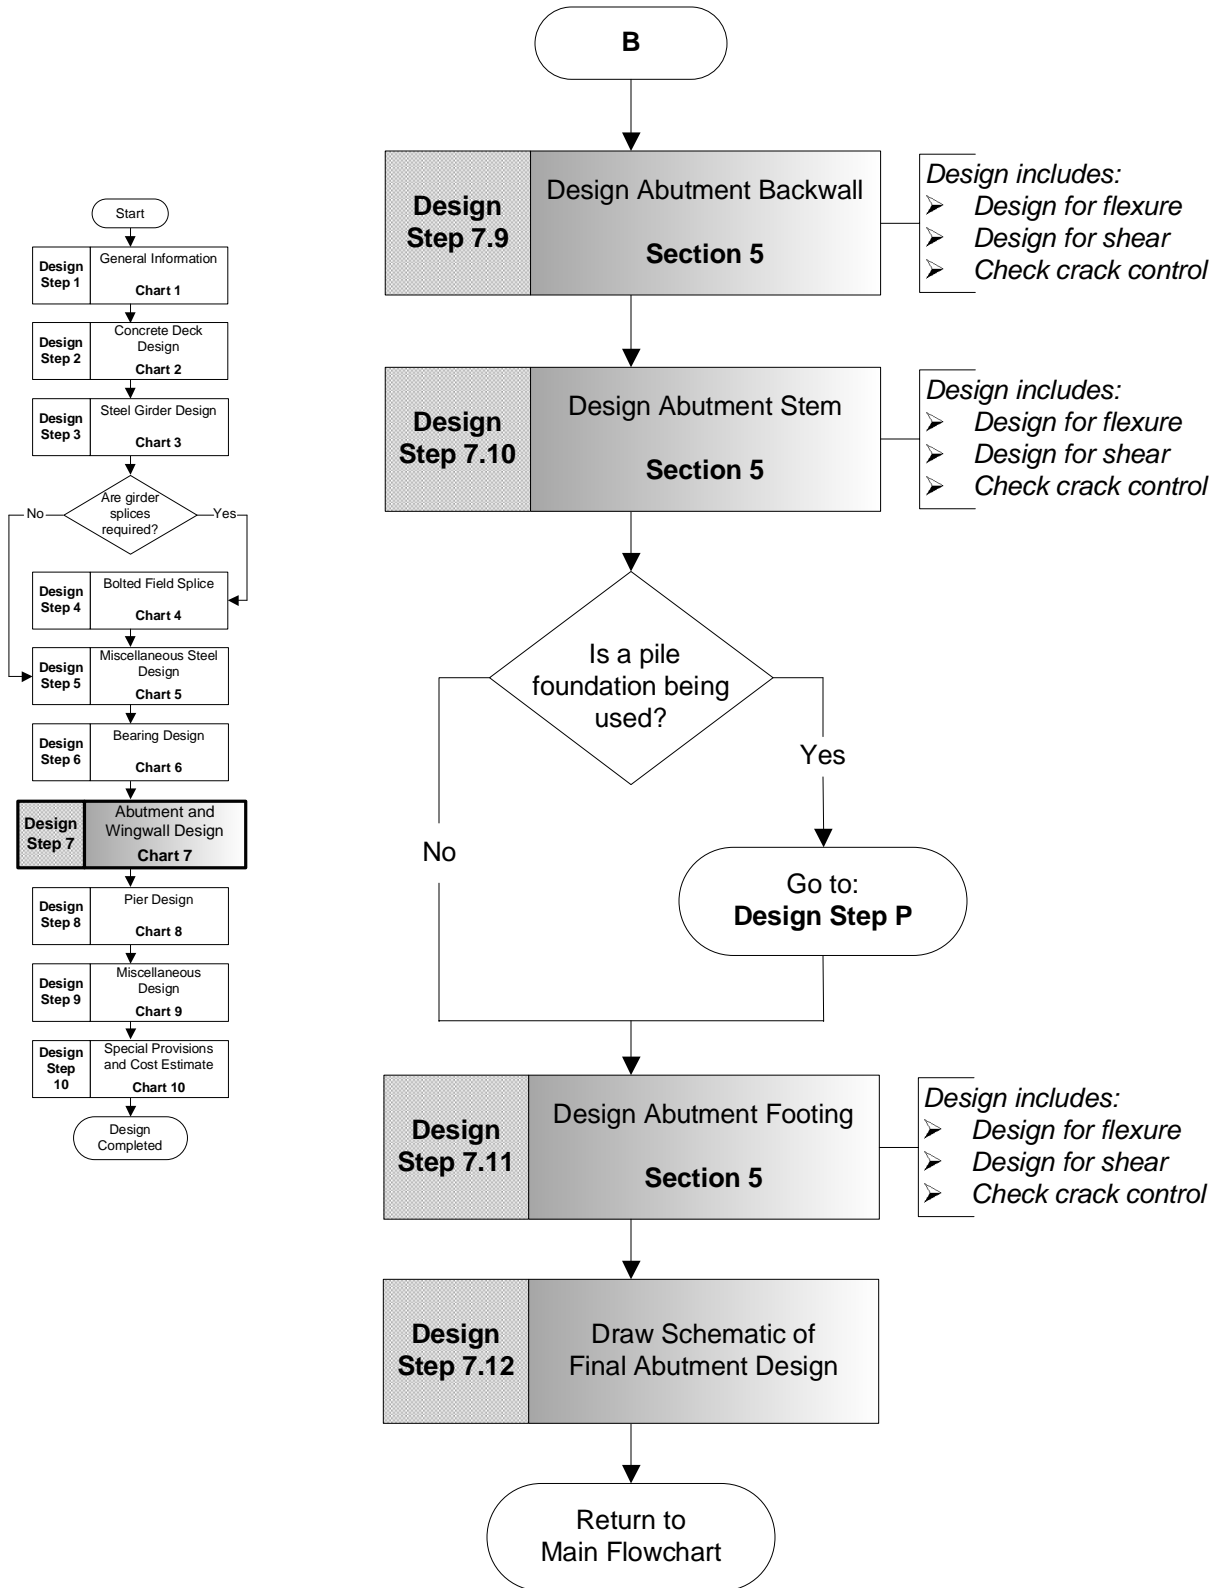 Start
Design
Step 1
General Information
Chart 1
Design
Step 2
Concrete Deck
Design
Chart 2
Design
Step 3
Steel Girder Design
Chart 3
Are girder
splices
required?
No
Yes
Design
Step 4
Bolted Field Splice
Chart 4
Design
Step 5
Miscellaneous Steel
Design
Chart 5
Design
Step 6
Bearing Design
Chart 6
Design
Step 7
Abutment and
Wingwall Design
Chart 7
Design
Step 8
Pier Design
Chart 8
Design
Step 9
Miscellaneous
Design
Chart 9
Design
Step
10
Special Provisions
and Cost Estimate
Chart 10
Design
Completed
B
Design
Step 7.9
Design Abutment Backwall
Section 5
Design includes:
➢ Design for flexure
➢ Design for shear
➢ Check crack control
Design
Step 7.10
Design Abutment Stem
Section 5
Design includes:
➢ Design for flexure
➢ Design for shear
➢ Check crack control
Is a pile
foundation being
used?
No
Yes
Go to:
Design Step P
Design
Step 7.11
Design Abutment Footing
Section 5
Design includes:
➢ Design for flexure
➢ Design for shear
➢ Check crack control
Design
Step 7.12
Draw Schematic of
Final Abutment Design
Return to
Main Flowchart